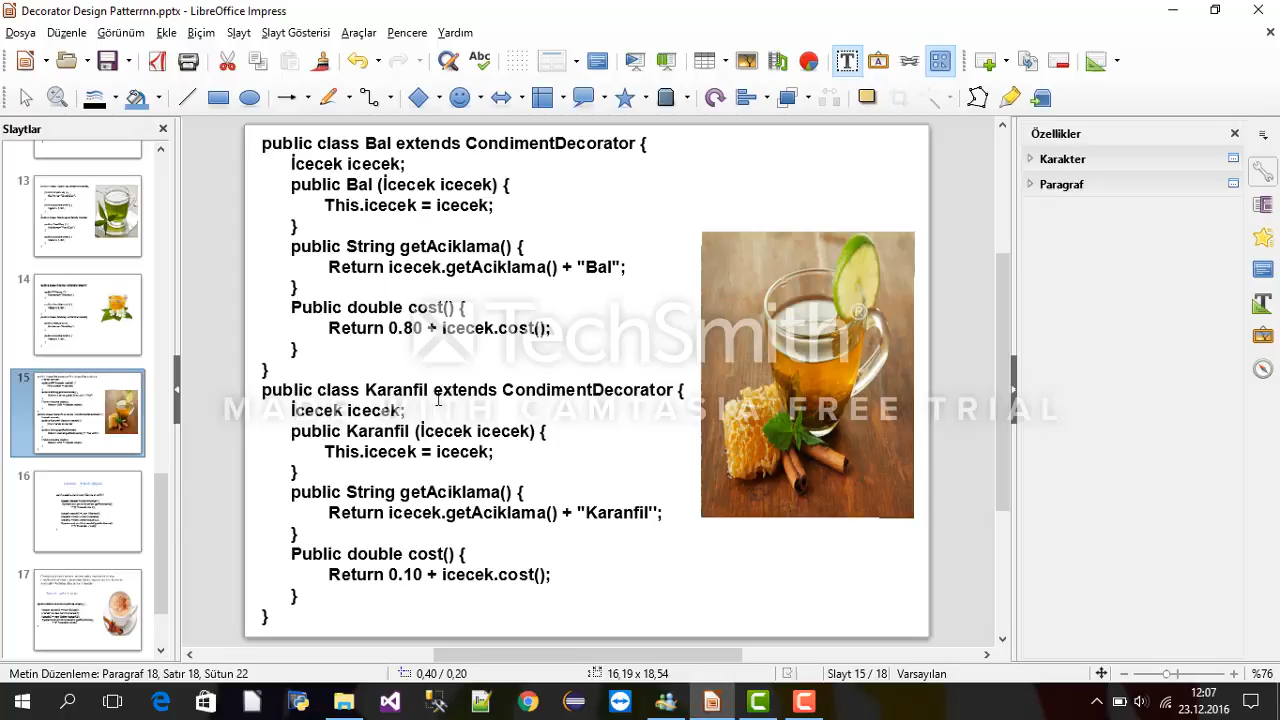 Decorator Design Patterrnn.pptx - LibreOffice Impress
Dosya Düzenle Görünüm Ekle Biçim Slayt Slayt Gösterisi Araçlar Pencere Yardım
Abc
Slaytlar
Özellikler
Karakter
Paragraf
13
14
15
16
17
public class Bal extends CondimentDecorator {
İcecek icecek;
public Bal (İcecek icecek) {
This.icecek = icecek;
}
public String getAciklama() {
Return icecek.getAciklama() + "Bal";
}
Public double cost() {
Return 0.80 + icecek.cost();
}
}
public class Karanfil extends CondimentDecorator {
icecek icecek;
public Karanfil (İcecek icecek) {
This.icecek = icecek;
}
public String getAciklama() {
Return icecek.getAciklama() + "Karanfil'';
}
Public double cost() {
Return 0.10 + icecek.cost();
}
}
TechSmith®
MADE WITH CAMTASIA FREE TRIAL
Metin Düzenleme: Paragraf 18, Satır 18, Sütun 22
0,40 / 0,20
16,19 x 18,54
Slayt 15 / 18
Varsayılan
%76
12:07
23.12.2016